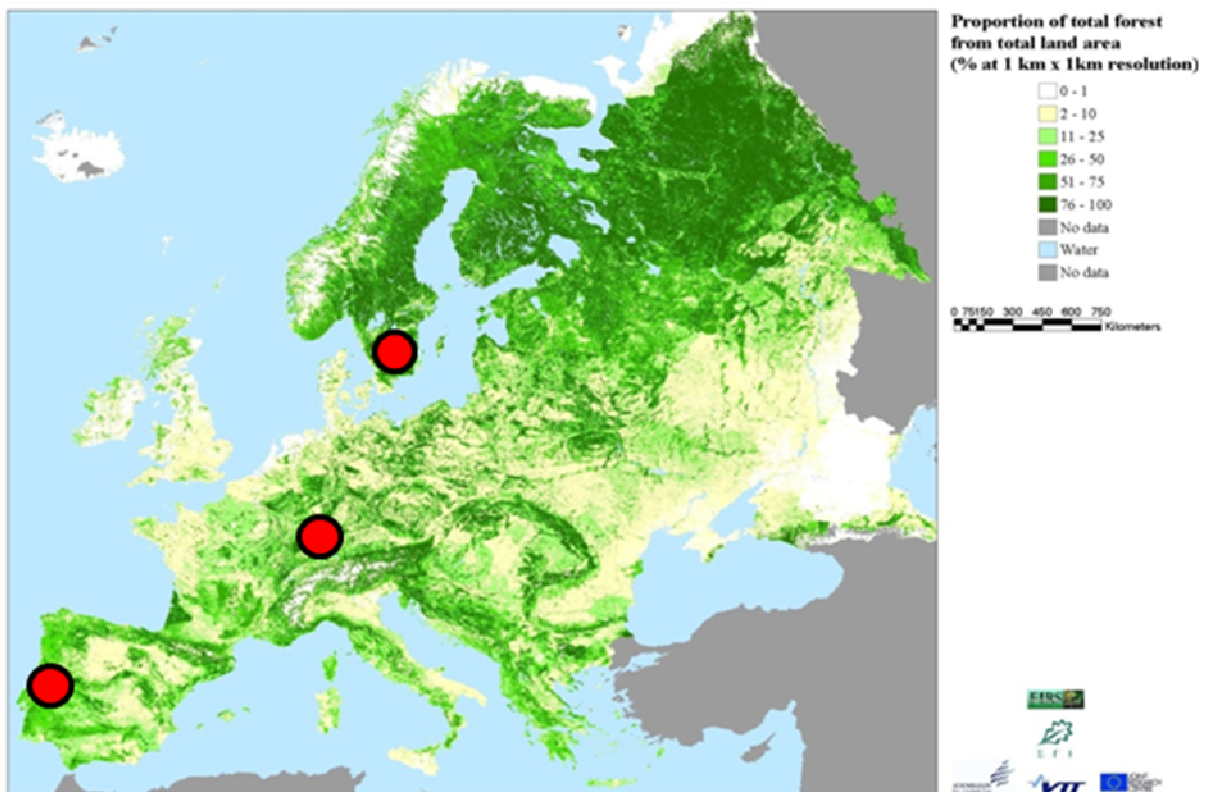 Proportion of total forest
from total land area
(% at 1 km x 1km resolution)
0 - 1
2 - 10
11 - 25
26 - 50
51 - 75
76 - 100
No data
Water
No data
0 75150 300 450 600 750
Kilometers
EFI